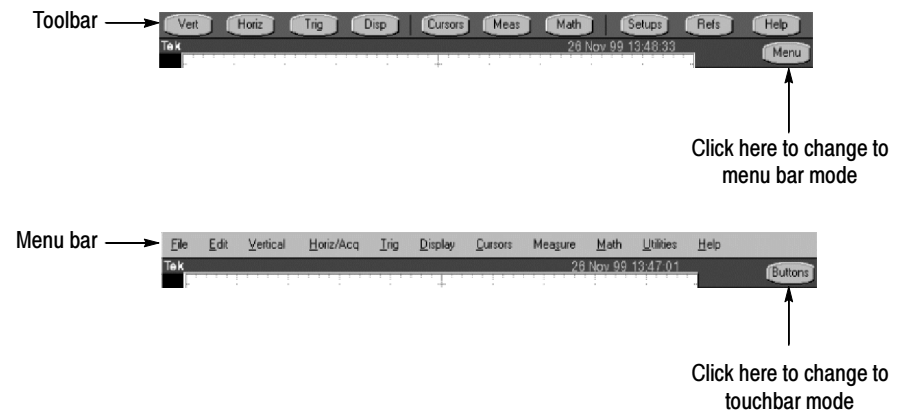 Toolbar
Vert Horiz Trig Disp Cursors Meas Math Setups Refs Help
Tek 26 Nov 99 13:46:33 Menu
Click here to change to
menu bar mode
Menu bar
File Edit Vertical Horiz/Acq Trig Display Cursors Measure Math Utilities Help
Tek 26 Nov 99 13:47:01 Buttons
Click here to change to
touchbar mode